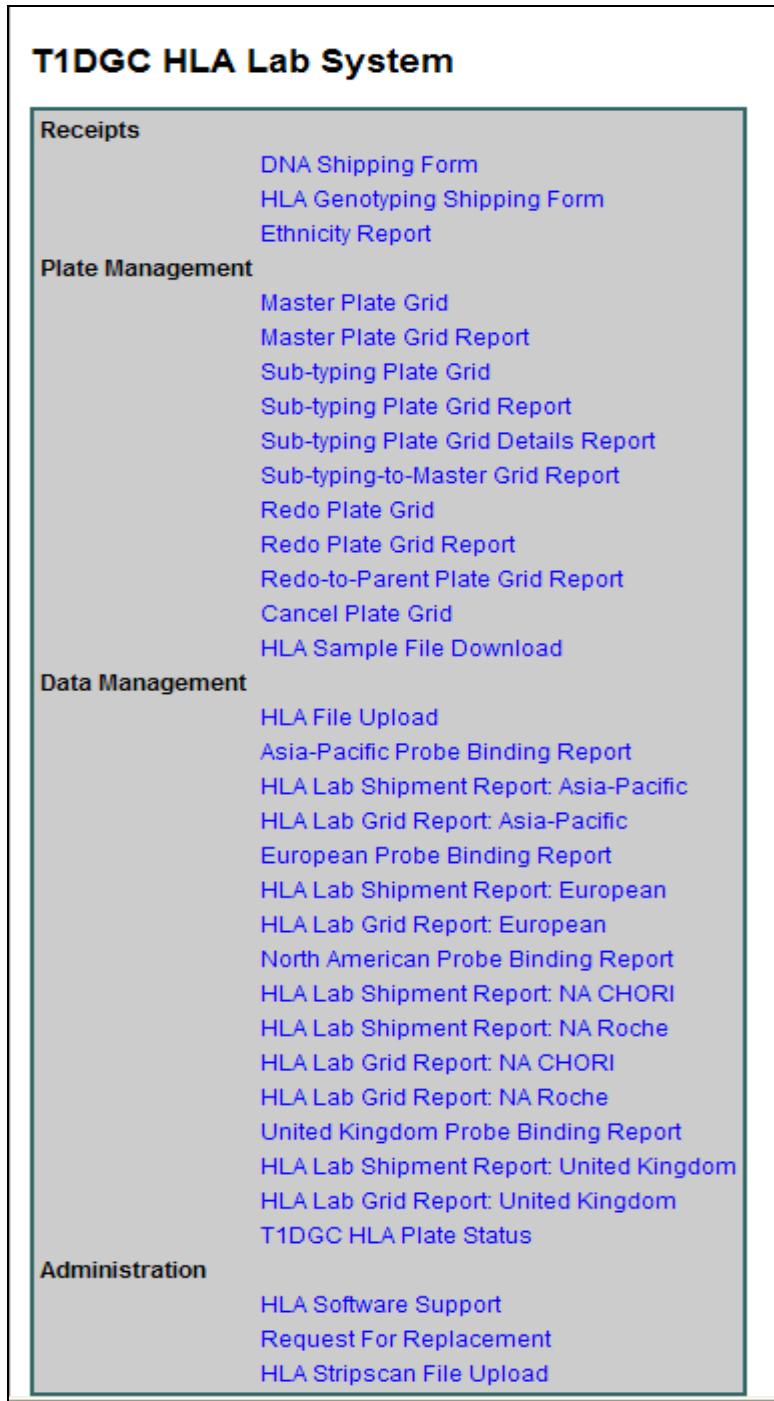 T1DGC HLA Lab System
Receipts
DNA Shipping Form
HLA Genotyping Shipping Form
Ethnicity Report
Plate Management
Master Plate Grid
Master Plate Grid Report
Sub-typing Plate Grid
Sub-typing Plate Grid Report
Sub-typing Plate Grid Details Report
Sub-typing-to-Master Grid Report
Redo Plate Grid
Redo Plate Grid Report
Redo-to-Parent Plate Grid Report
Cancel Plate Grid
HLA Sample File Download
Data Management
HLA File Upload
Asia-Pacific Probe Binding Report
HLA Lab Shipment Report: Asia-Pacific
HLA Lab Grid Report: Asia-Pacific
European Probe Binding Report
HLA Lab Shipment Report: European
HLA Lab Grid Report: European
North American Probe Binding Report
HLA Lab Shipment Report: NA CHORI
HLA Lab Shipment Report: NA Roche
HLA Lab Grid Report: NA CHORI
HLA Lab Grid Report: NA Roche
United Kingdom Probe Binding Report
HLA Lab Shipment Report: United Kingdom
HLA Lab Grid Report: United Kingdom
T1DGC HLA Plate Status
Administration
HLA Software Support
Request For Replacement
HLA Stripscan File Upload